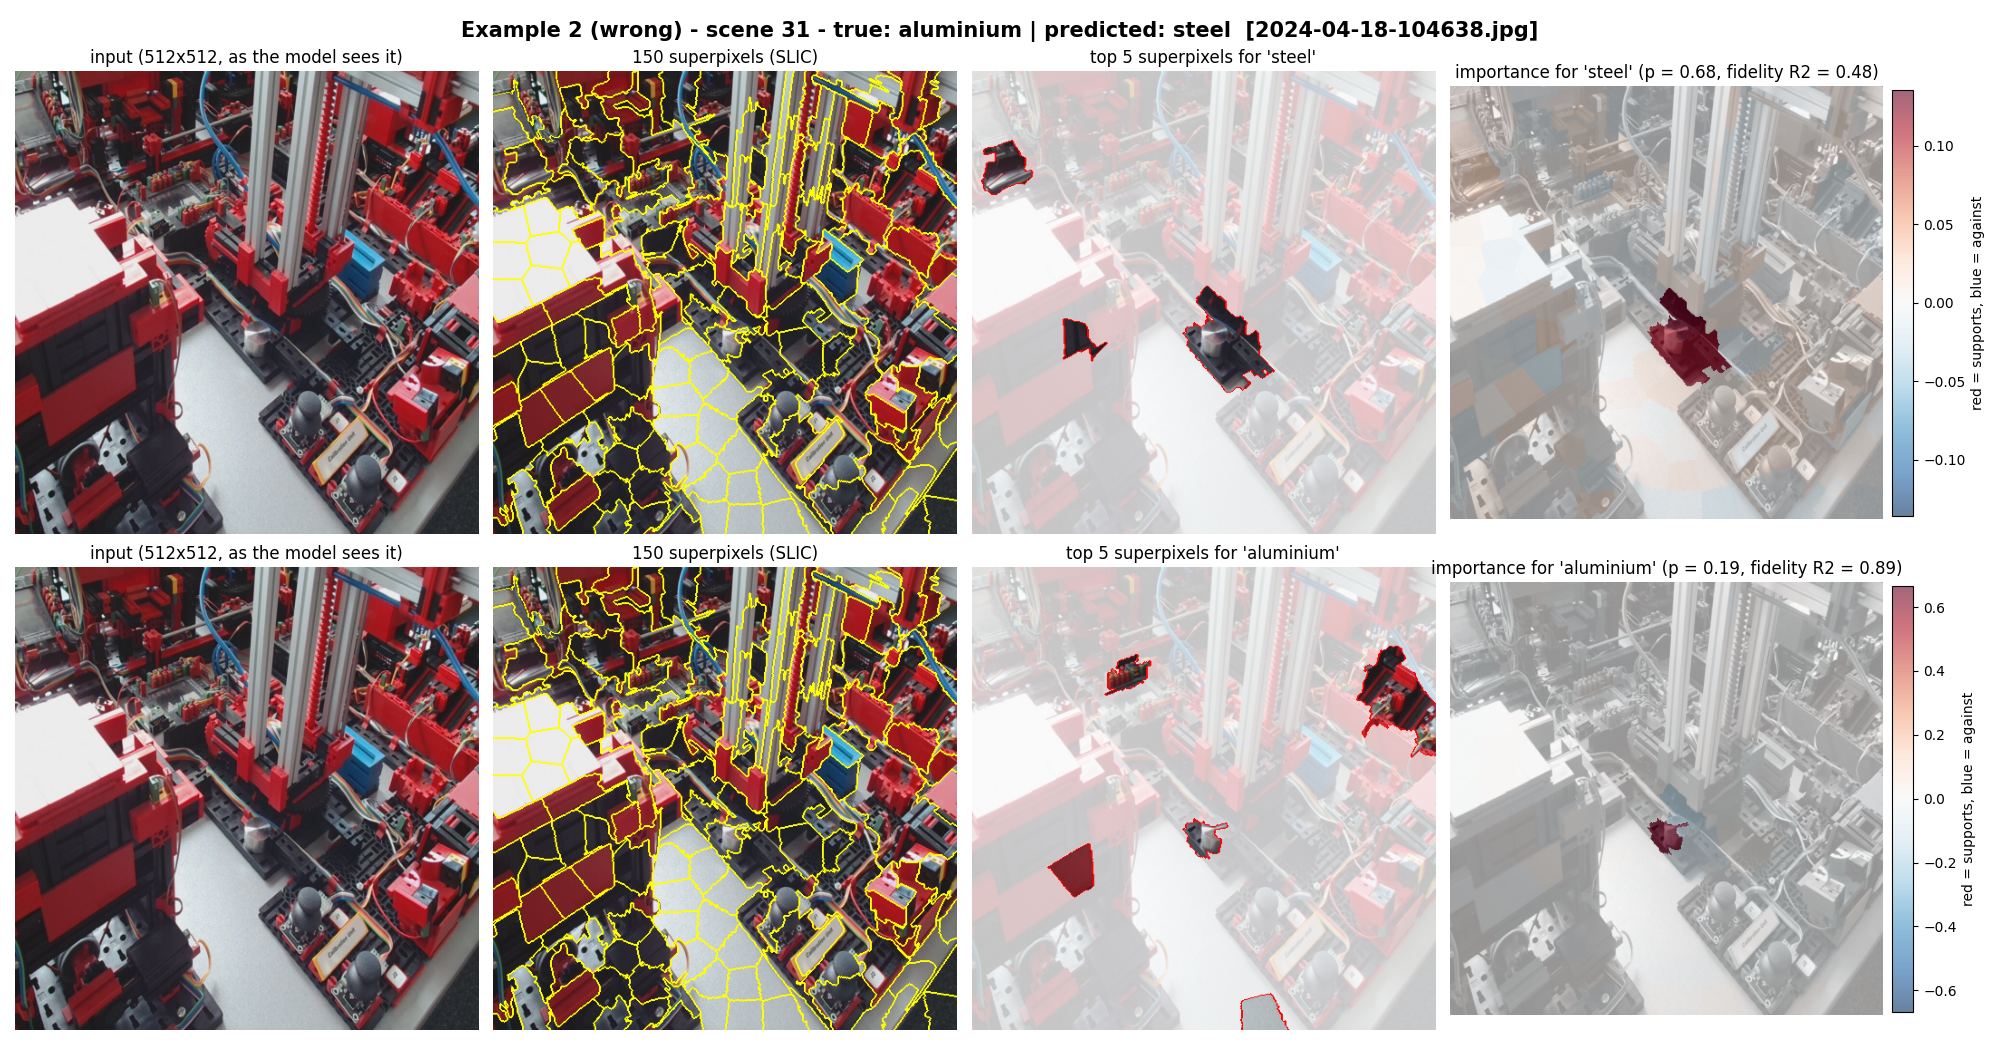 Example 2 (wrong) - scene 31 - true: aluminium | predicted: steel [2024-04-18-104638.jpg]
input (512x512, as the model sees it)
150 superpixels (SLIC)
top 5 superpixels for 'steel'
importance for 'steel' (p = 0.68, fidelity R2 = 0.48)
0.10
0.05
0.00
−0.05
−0.10
red = supports, blue = against
input (512x512, as the model sees it)
150 superpixels (SLIC)
top 5 superpixels for 'aluminium'
importance for 'aluminium' (p = 0.19, fidelity R2 = 0.89)
0.6
0.4
0.2
0.0
−0.2
−0.4
−0.6
red = supports, blue = against